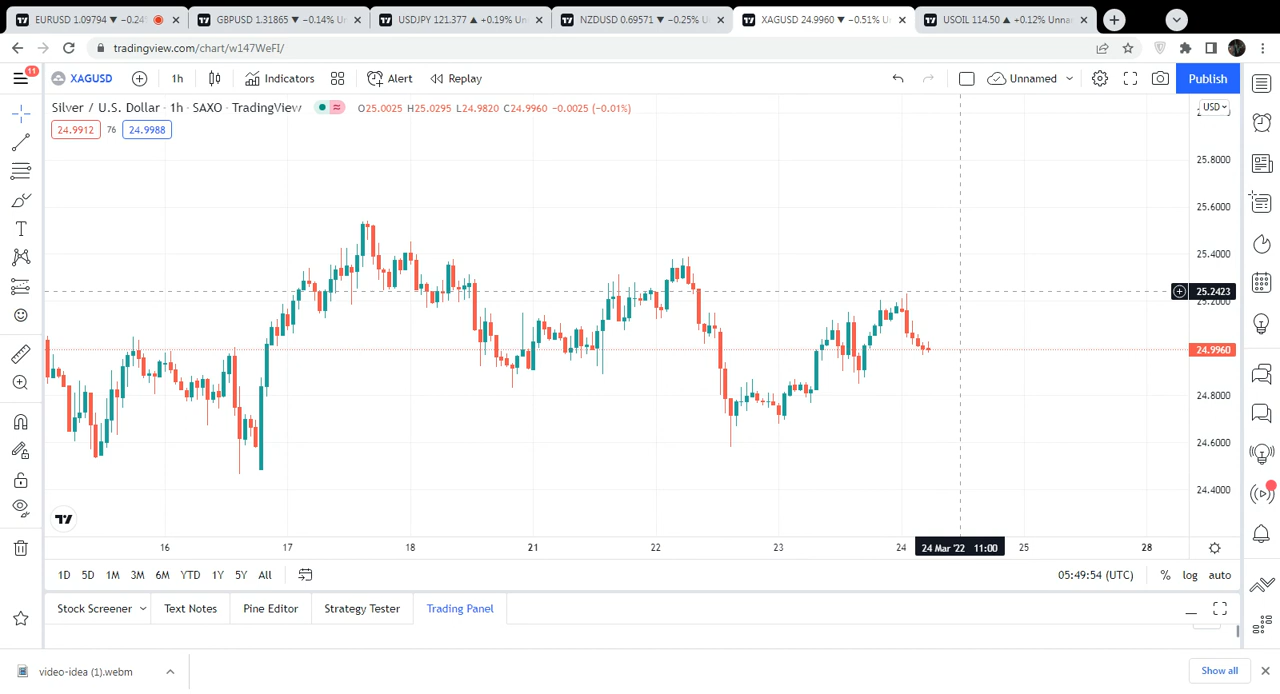 EURUSD 1.09794 ▼ −0.24
GBPUSD 1.31865 ▼ −0.14% Un
USDJPY 121.377 ▲ +0.19% Unn
NZDUSD 0.69571 ▼ −0.25% U
XAGUSD 24.9960 ▼ −0.51% U
USOIL 114.50 ▲ +0.12% Unna
tradingview.com/chart/w147WeFI/
11
XAGUSD
1h
Indicators
Alert
Replay
Unnamed
Publish
Silver / U.S. Dollar · 1h · SAXO · TradingView
O25.0025 H25.0295 L24.9820 C24.9960 −0.0025 (−0.01%)
USD
24.9912
76
24.9988
25.8000
25.6000
25.4000
25.2423
25.2000
24.9960
24.8000
24.6000
24.4000
16
17
18
21
22
23
24
24 Mar '22 11:00
25
28
1D
5D
1M
3M
6M
YTD
1Y
5Y
All
05:49:54 (UTC)
%
log
auto
Stock Screener
Text Notes
Pine Editor
Strategy Tester
Trading Panel
video-idea (1).webm
Show all